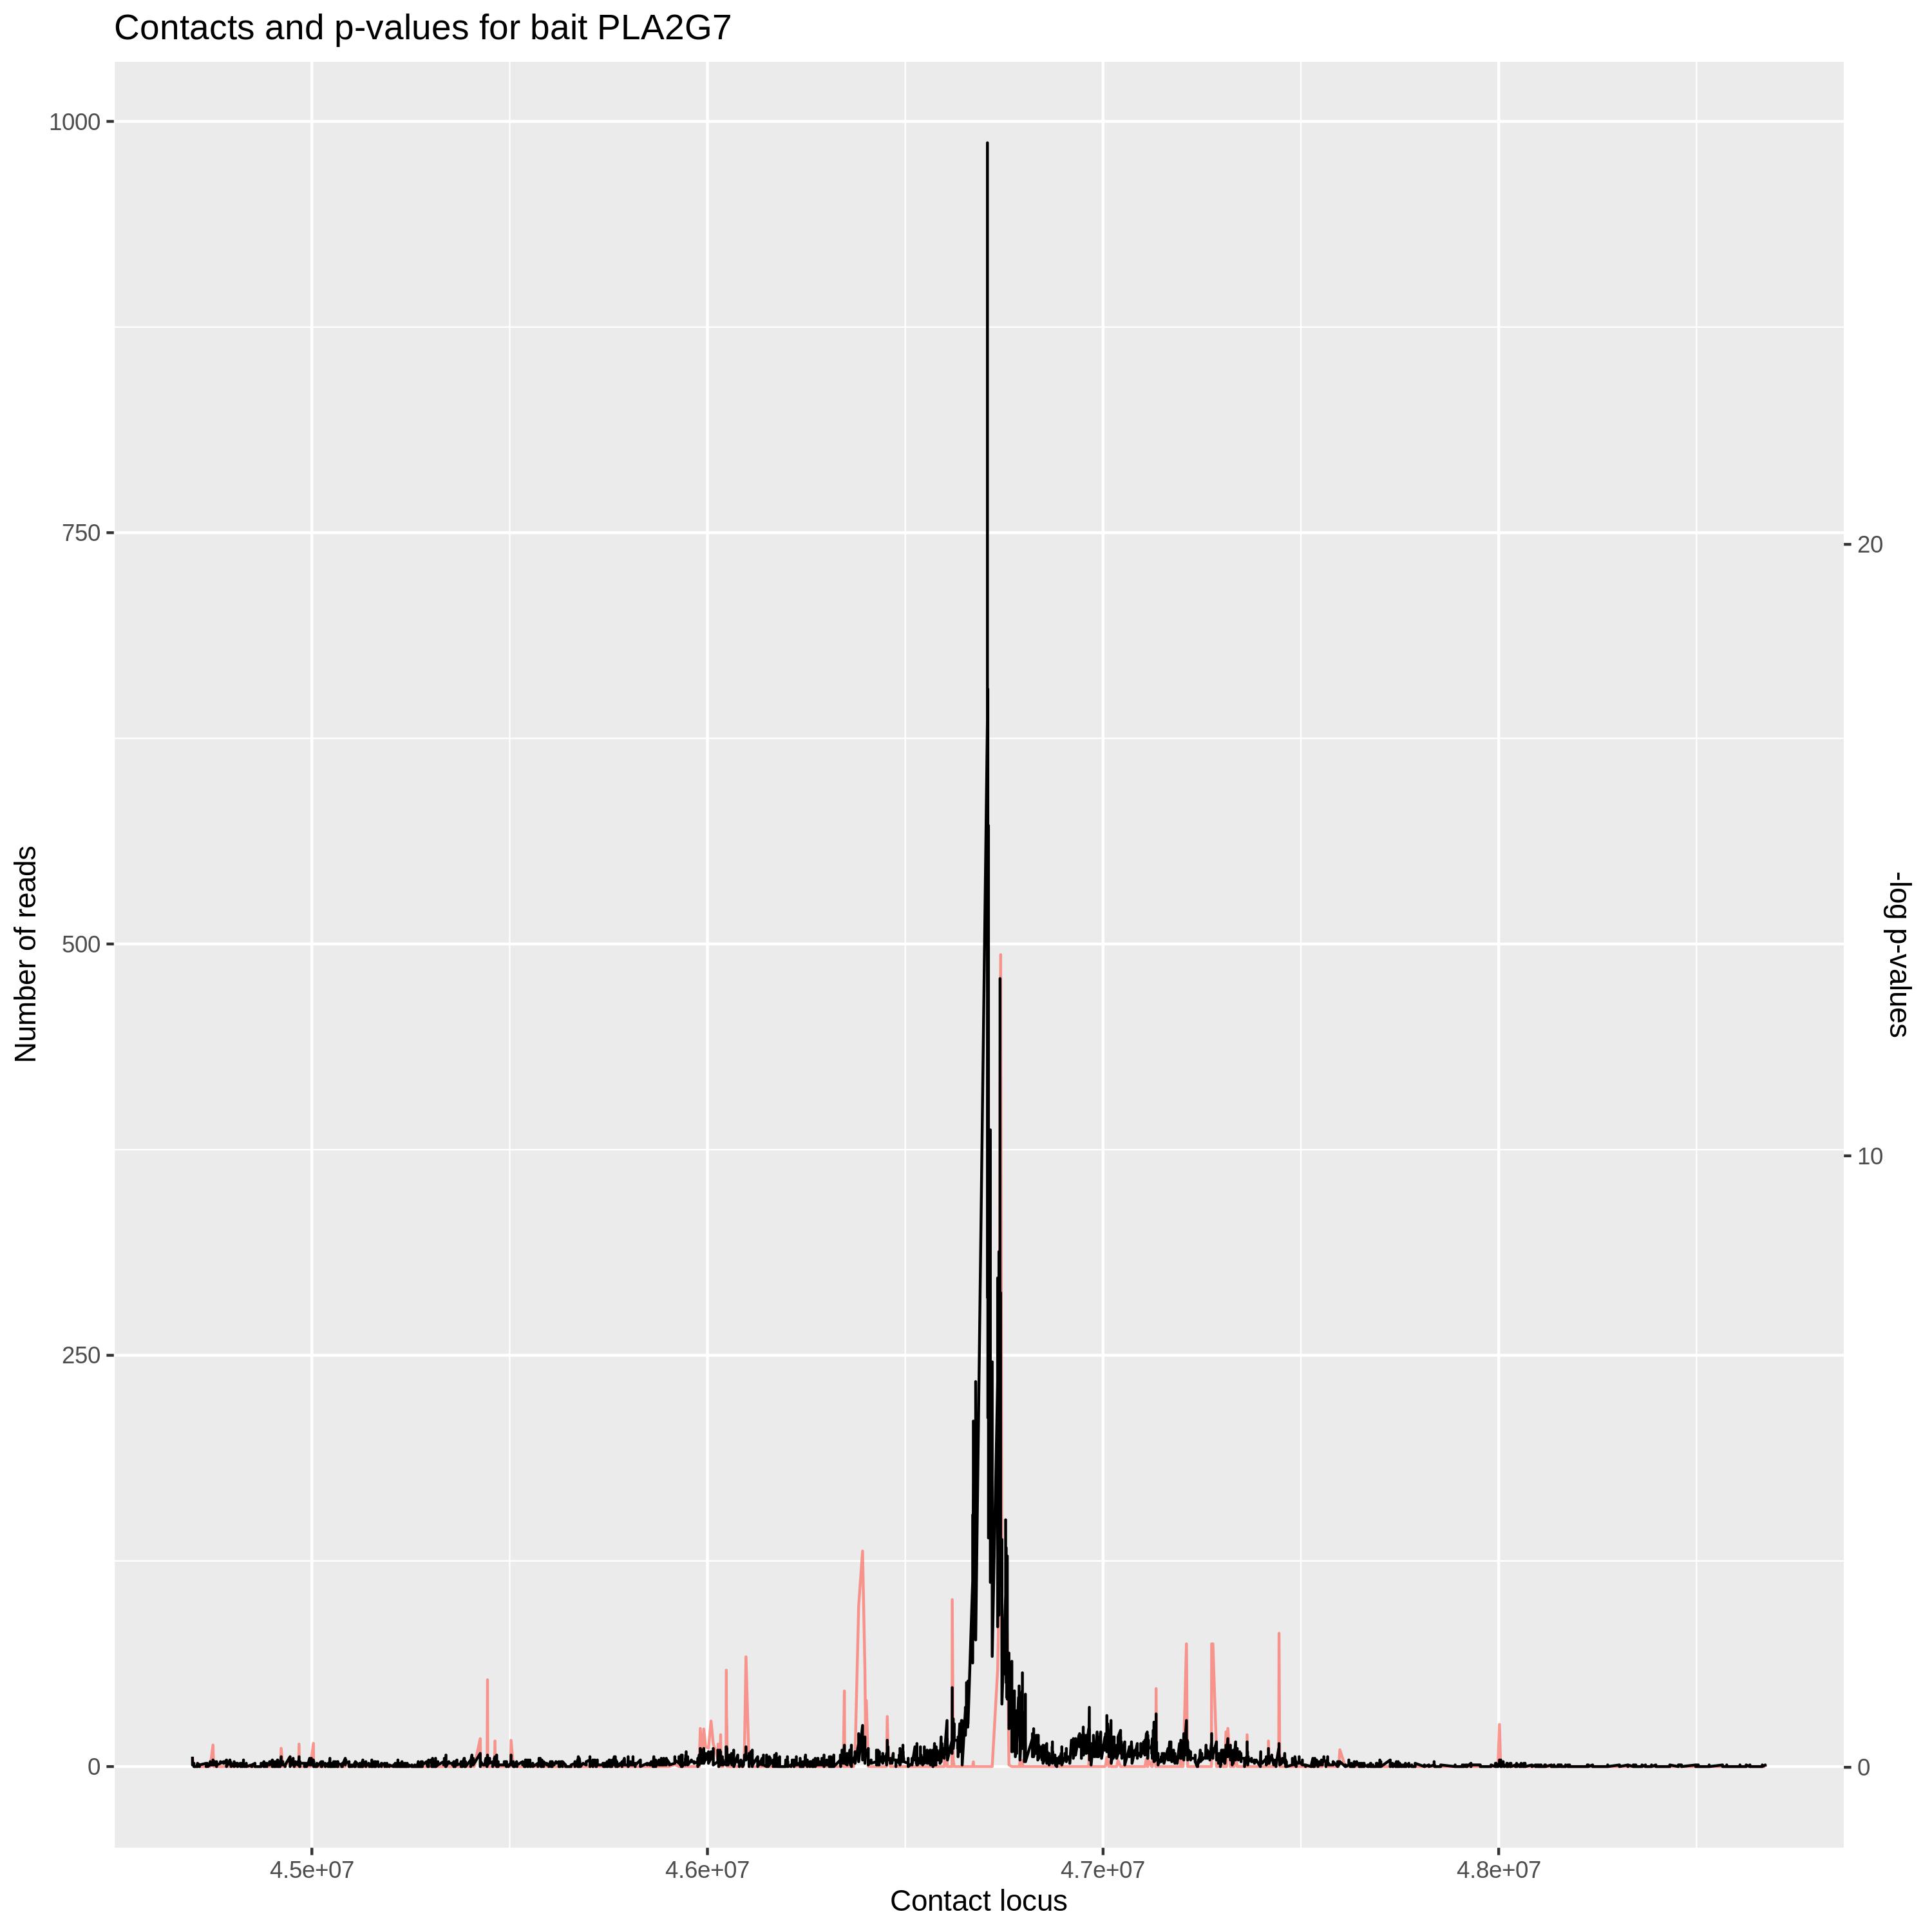 Contacts and p-values for bait PLA2G7
1000
750
500
250
0
Number of reads
20
10
0
-log p-values
4.5e+07
4.6e+07
4.7e+07
4.8e+07
Contact locus